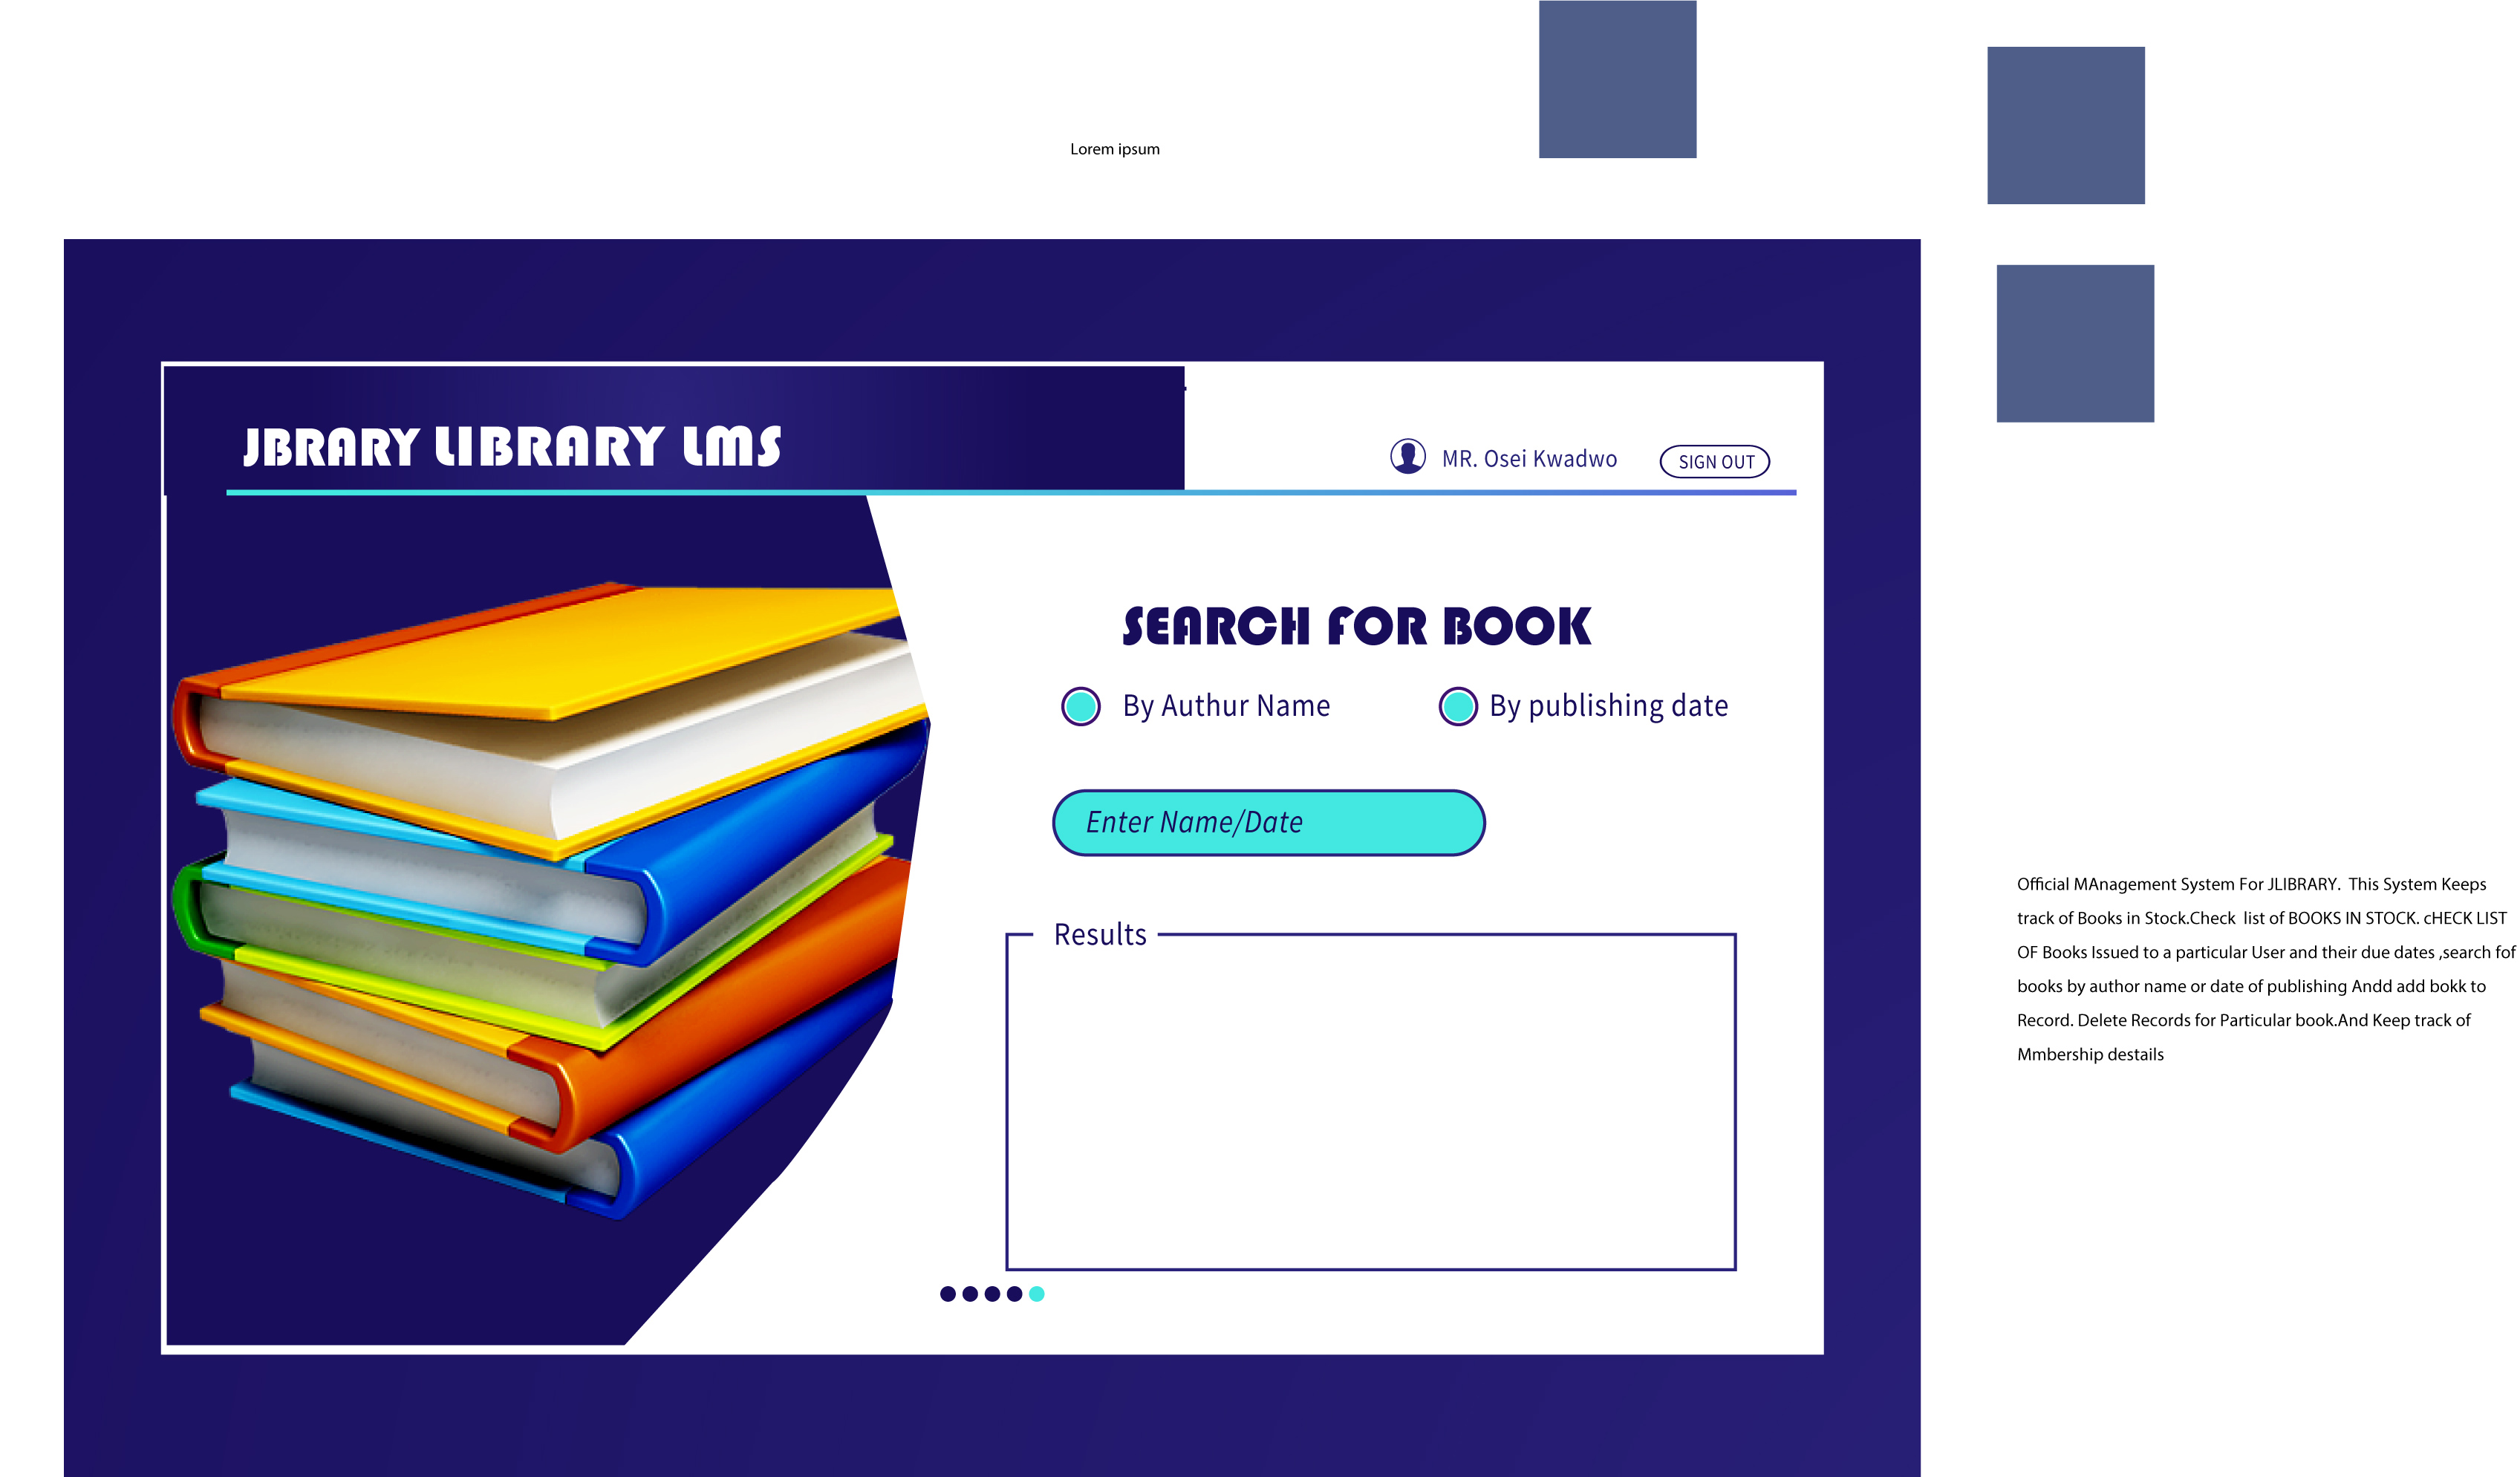 Lorem ipsum
JBRARY LIBRARY LMS
MR. Osei Kwadwo
SIGN OUT
SEARCH FOR BOOK
By Authur Name
By publishing date
Enter Name/Date
Results
Official MAnagement System For JLIBRARY.  This System Keeps
track of Books in Stock.Check  list of BOOKS IN STOCK. cHECK LIST
OF Books Issued to a particular User and their due dates ,search fof
books by author name or date of publishing Andd add bokk to
Record. Delete Records for Particular book.And Keep track of
Mmbership destails